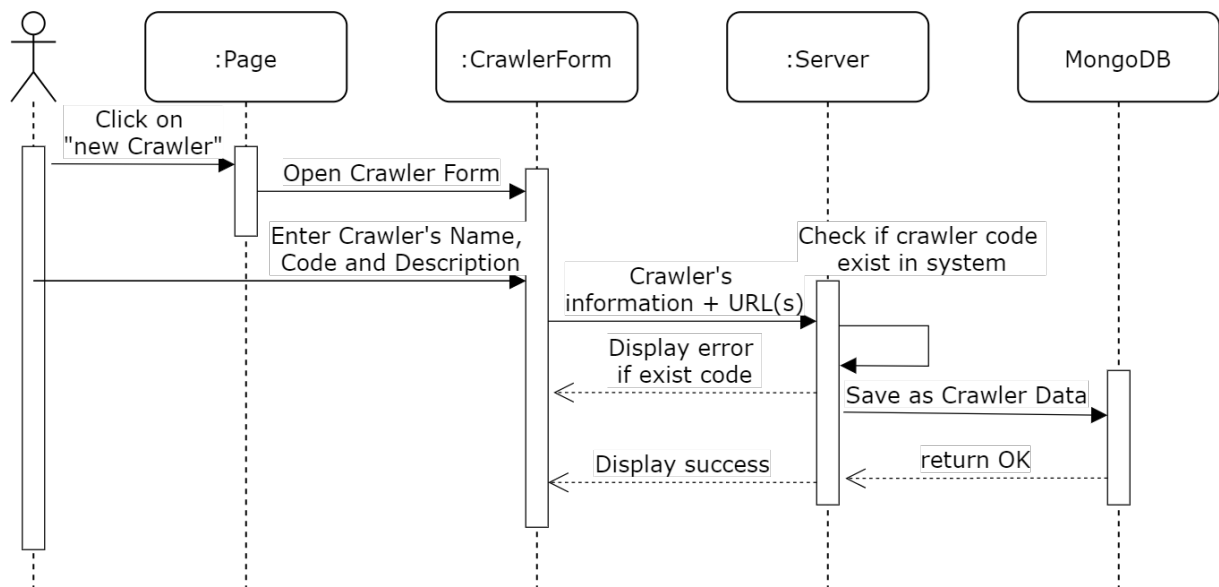 :Page
:CrawlerForm
:Server
MongoDB
Click on
"new Crawler"
Open Crawler Form
Enter Crawler's Name,
Code and Description
Check if crawler code
exist in system
Crawler's
information + URL(s)
Display error
if exist code
Save as Crawler Data
return OK
Display success